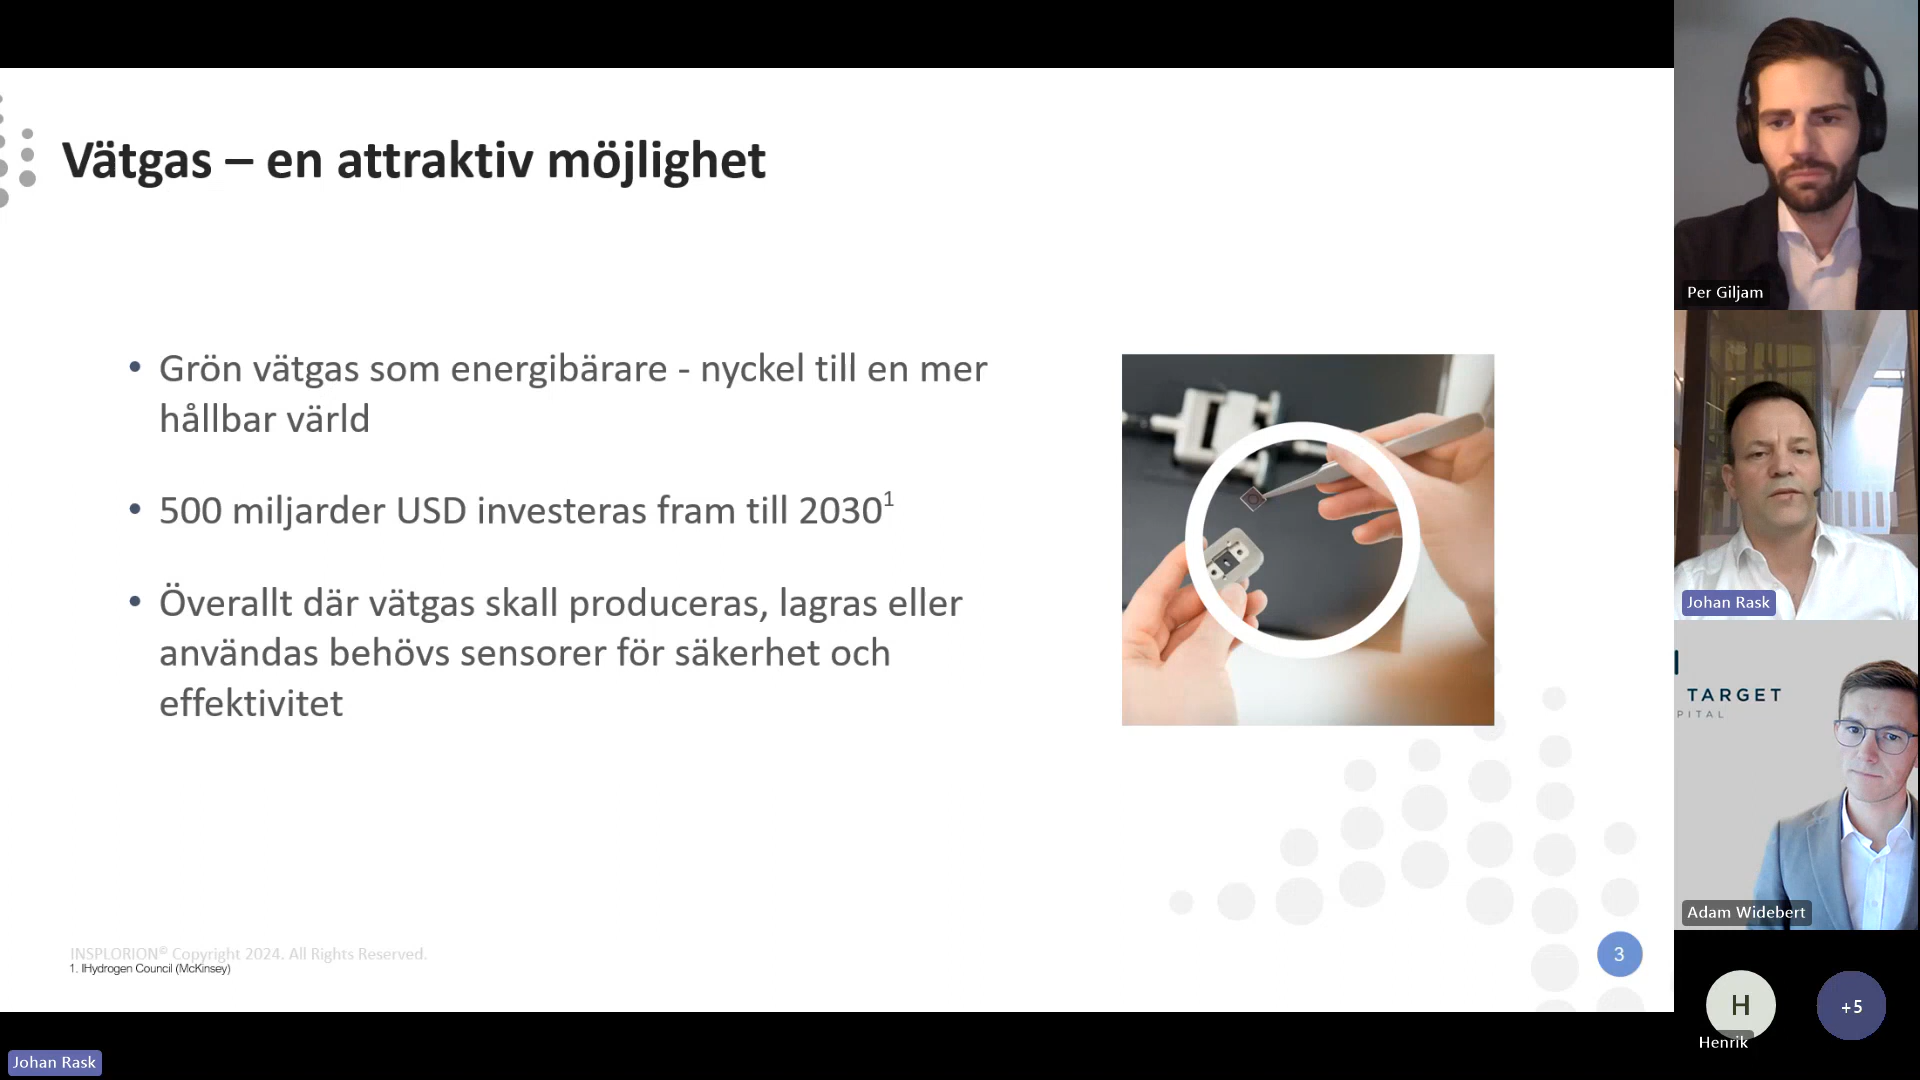 Vätgas – en attraktiv möjlighet
• Grön vätgas som energibärare - nyckel till en mer
hållbar värld
• 500 miljarder USD investeras fram till 2030¹
• Överallt där vätgas skall produceras, lagras eller
användas behövs sensorer för säkerhet och
effektivitet
INSPLORION© Copyright 2024. All Rights Reserved.
1. IHydrogen Council (McKinsey)
3
Johan Rask
Per Giljam
Johan Rask
TARGET
PITAL
Adam Widebert
H
Henrik
+5